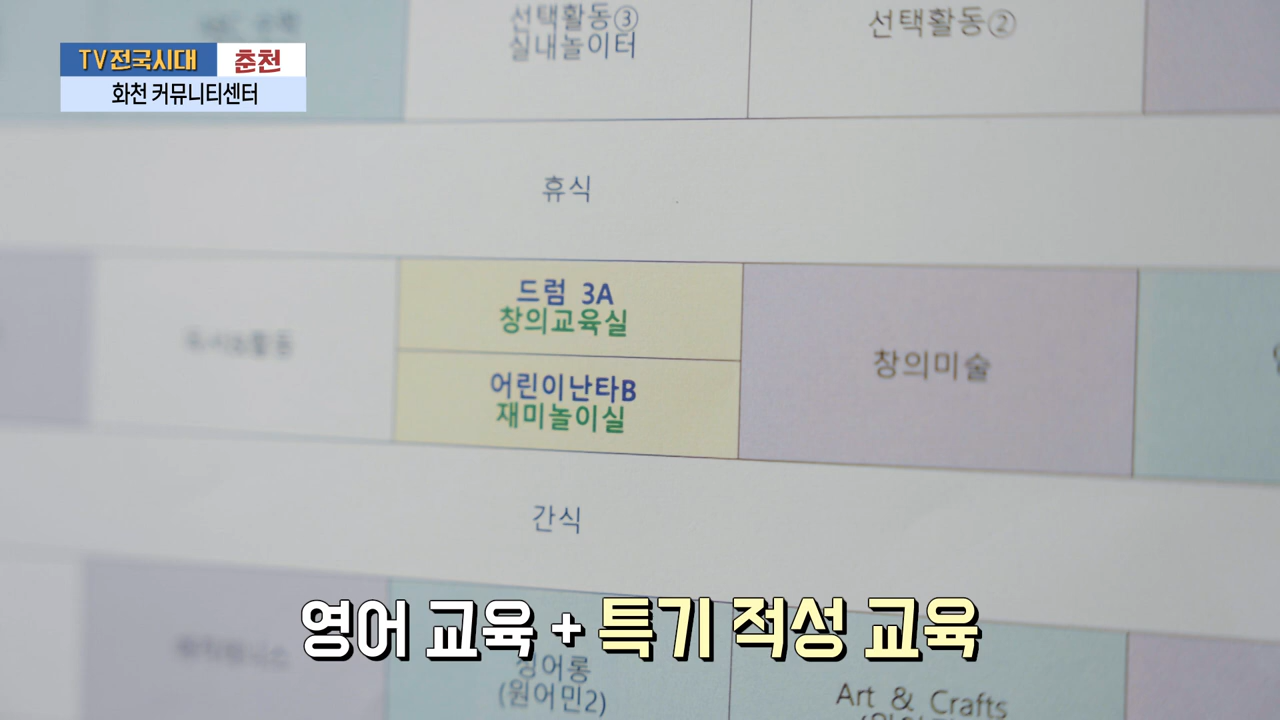 TV전국시대 춘천
화천 커뮤니티센터
선택활동③
실내놀이터
선택활동②
휴식
드럼 3A
창의교육실
어린이난타B
재미놀이실
창의미술
간식
영어 교육 + 특기 적성 교육
싱어롱
(원어민2)
Art & Crafts